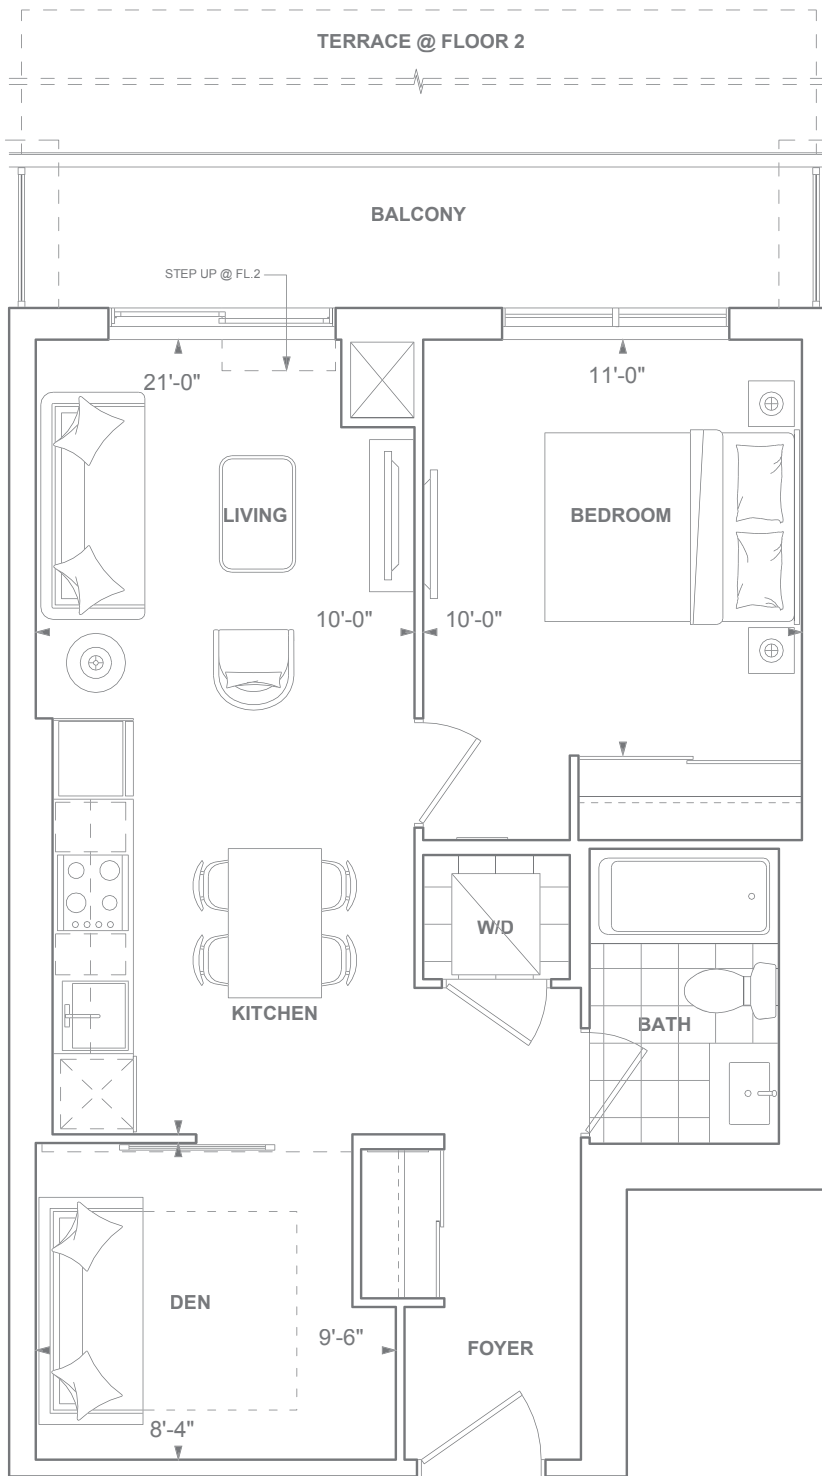 TERRACE @ FLOOR 2
BALCONY
STEP UP @ FL.2
21'-0"
11'-0"
LIVING
BEDROOM
10'-0"
10'-0"
W/D
KITCHEN
BATH
DEN
9'-6"
FOYER
8'-4"